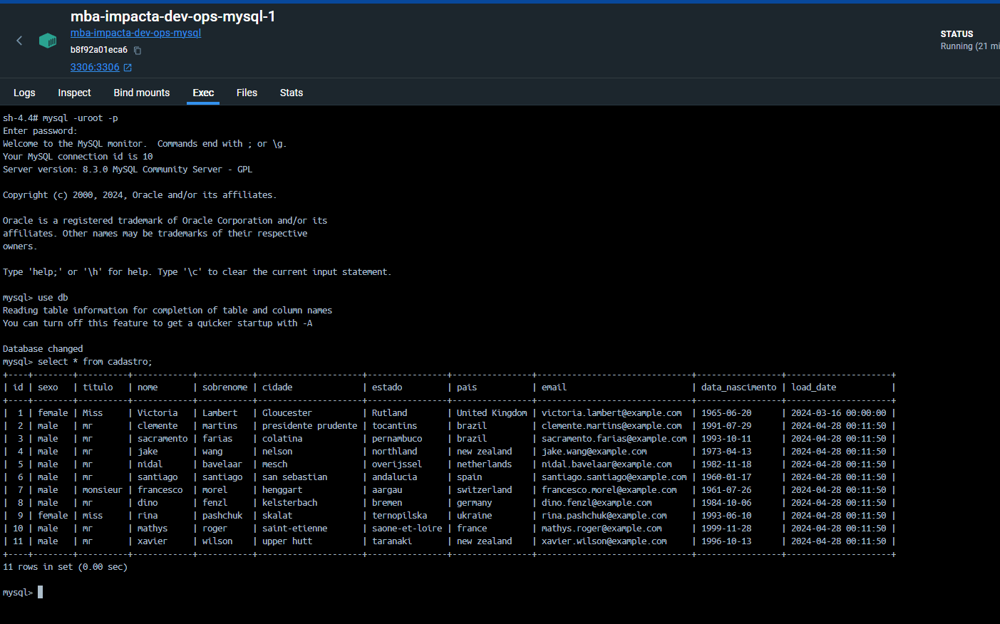 mba-impacta-dev-ops-mysql-1
mba-impacta-dev-ops-mysql
b8f92a01eca6
3306:3306
STATUS
Running (21 mi
Logs Inspect Bind mounts Exec Files Stats
sh-4.4# mysql -uroot -p
Enter password:
Welcome to the MySQL monitor.  Commands end with ; or \g.
Your MySQL connection id is 10
Server version: 8.3.0 MySQL Community Server - GPL
Copyright (c) 2000, 2024, Oracle and/or its affiliates.
Oracle is a registered trademark of Oracle Corporation and/or its
affiliates. Other names may be trademarks of their respective
owners.
Type 'help;' or '\h' for help. Type '\c' to clear the current input statement.
mysql> use db
Reading table information for completion of table and column names
You can turn off this feature to get a quicker startup with -A
Database changed
mysql> select * from cadastro;
+----+--------+----------+------------+-----------+---------------------+---------------+----------------+-------------------------------+-----------------+---------------------+
| id | sexo   | titulo   | nome       | sobrenome | cidade              | estado        | pais           | email                         | data_nascimento | load_date           |
+----+--------+----------+------------+-----------+---------------------+---------------+----------------+-------------------------------+-----------------+---------------------+
|  1 | female | Miss     | Victoria   | Lambert   | Gloucester          | Rutland       | United Kingdom | victoria.lambert@example.com  | 1965-06-20      | 2024-03-16 00:00:00 |
|  2 | male   | mr       | clemente   | martins   | presidente prudente | tocantins     | brazil         | clemente.martins@example.com  | 1991-07-29      | 2024-04-28 00:11:50 |
|  3 | male   | mr       | sacramento | farias    | colatina            | pernambuco    | brazil         | sacramento.farias@example.com | 1993-10-11      | 2024-04-28 00:11:50 |
|  4 | male   | mr       | jake       | wang      | nelson              | northland     | new zealand    | jake.wang@example.com         | 1973-04-13      | 2024-04-28 00:11:50 |
|  5 | male   | mr       | nidal      | bavelaar  | mesch               | overijssel    | netherlands    | nidal.bavelaar@example.com    | 1982-11-18      | 2024-04-28 00:11:50 |
|  6 | male   | mr       | santiago   | santiago  | san sebastian       | andalucia     | spain          | santiago.santiago@example.com | 1960-01-17      | 2024-04-28 00:11:50 |
|  7 | male   | monsieur | francesco  | morel     | henggart            | aargau        | switzerland    | francesco.morel@example.com   | 1961-07-26      | 2024-04-28 00:11:50 |
|  8 | male   | mr       | dino       | fenzl     | kelsterbach         | bremen        | germany        | dino.fenzl@example.com        | 1984-10-06      | 2024-04-28 00:11:50 |
|  9 | female | miss     | rina       | pashchuk  | skalat              | ternopilska   | ukraine        | rina.pashchuk@example.com     | 1993-06-10      | 2024-04-28 00:11:50 |
| 10 | male   | mr       | mathys     | roger     | saint-etienne       | saone-et-loire | france         | mathys.roger@example.com      | 1999-11-28      | 2024-04-28 00:11:50 |
| 11 | male   | mr       | xavier     | wilson    | upper hutt          | taranaki      | new zealand    | xavier.wilson@example.com     | 1996-10-13      | 2024-04-28 00:11:50 |
+----+--------+----------+------------+-----------+---------------------+---------------+----------------+-------------------------------+-----------------+---------------------+
11 rows in set (0.00 sec)
mysql>